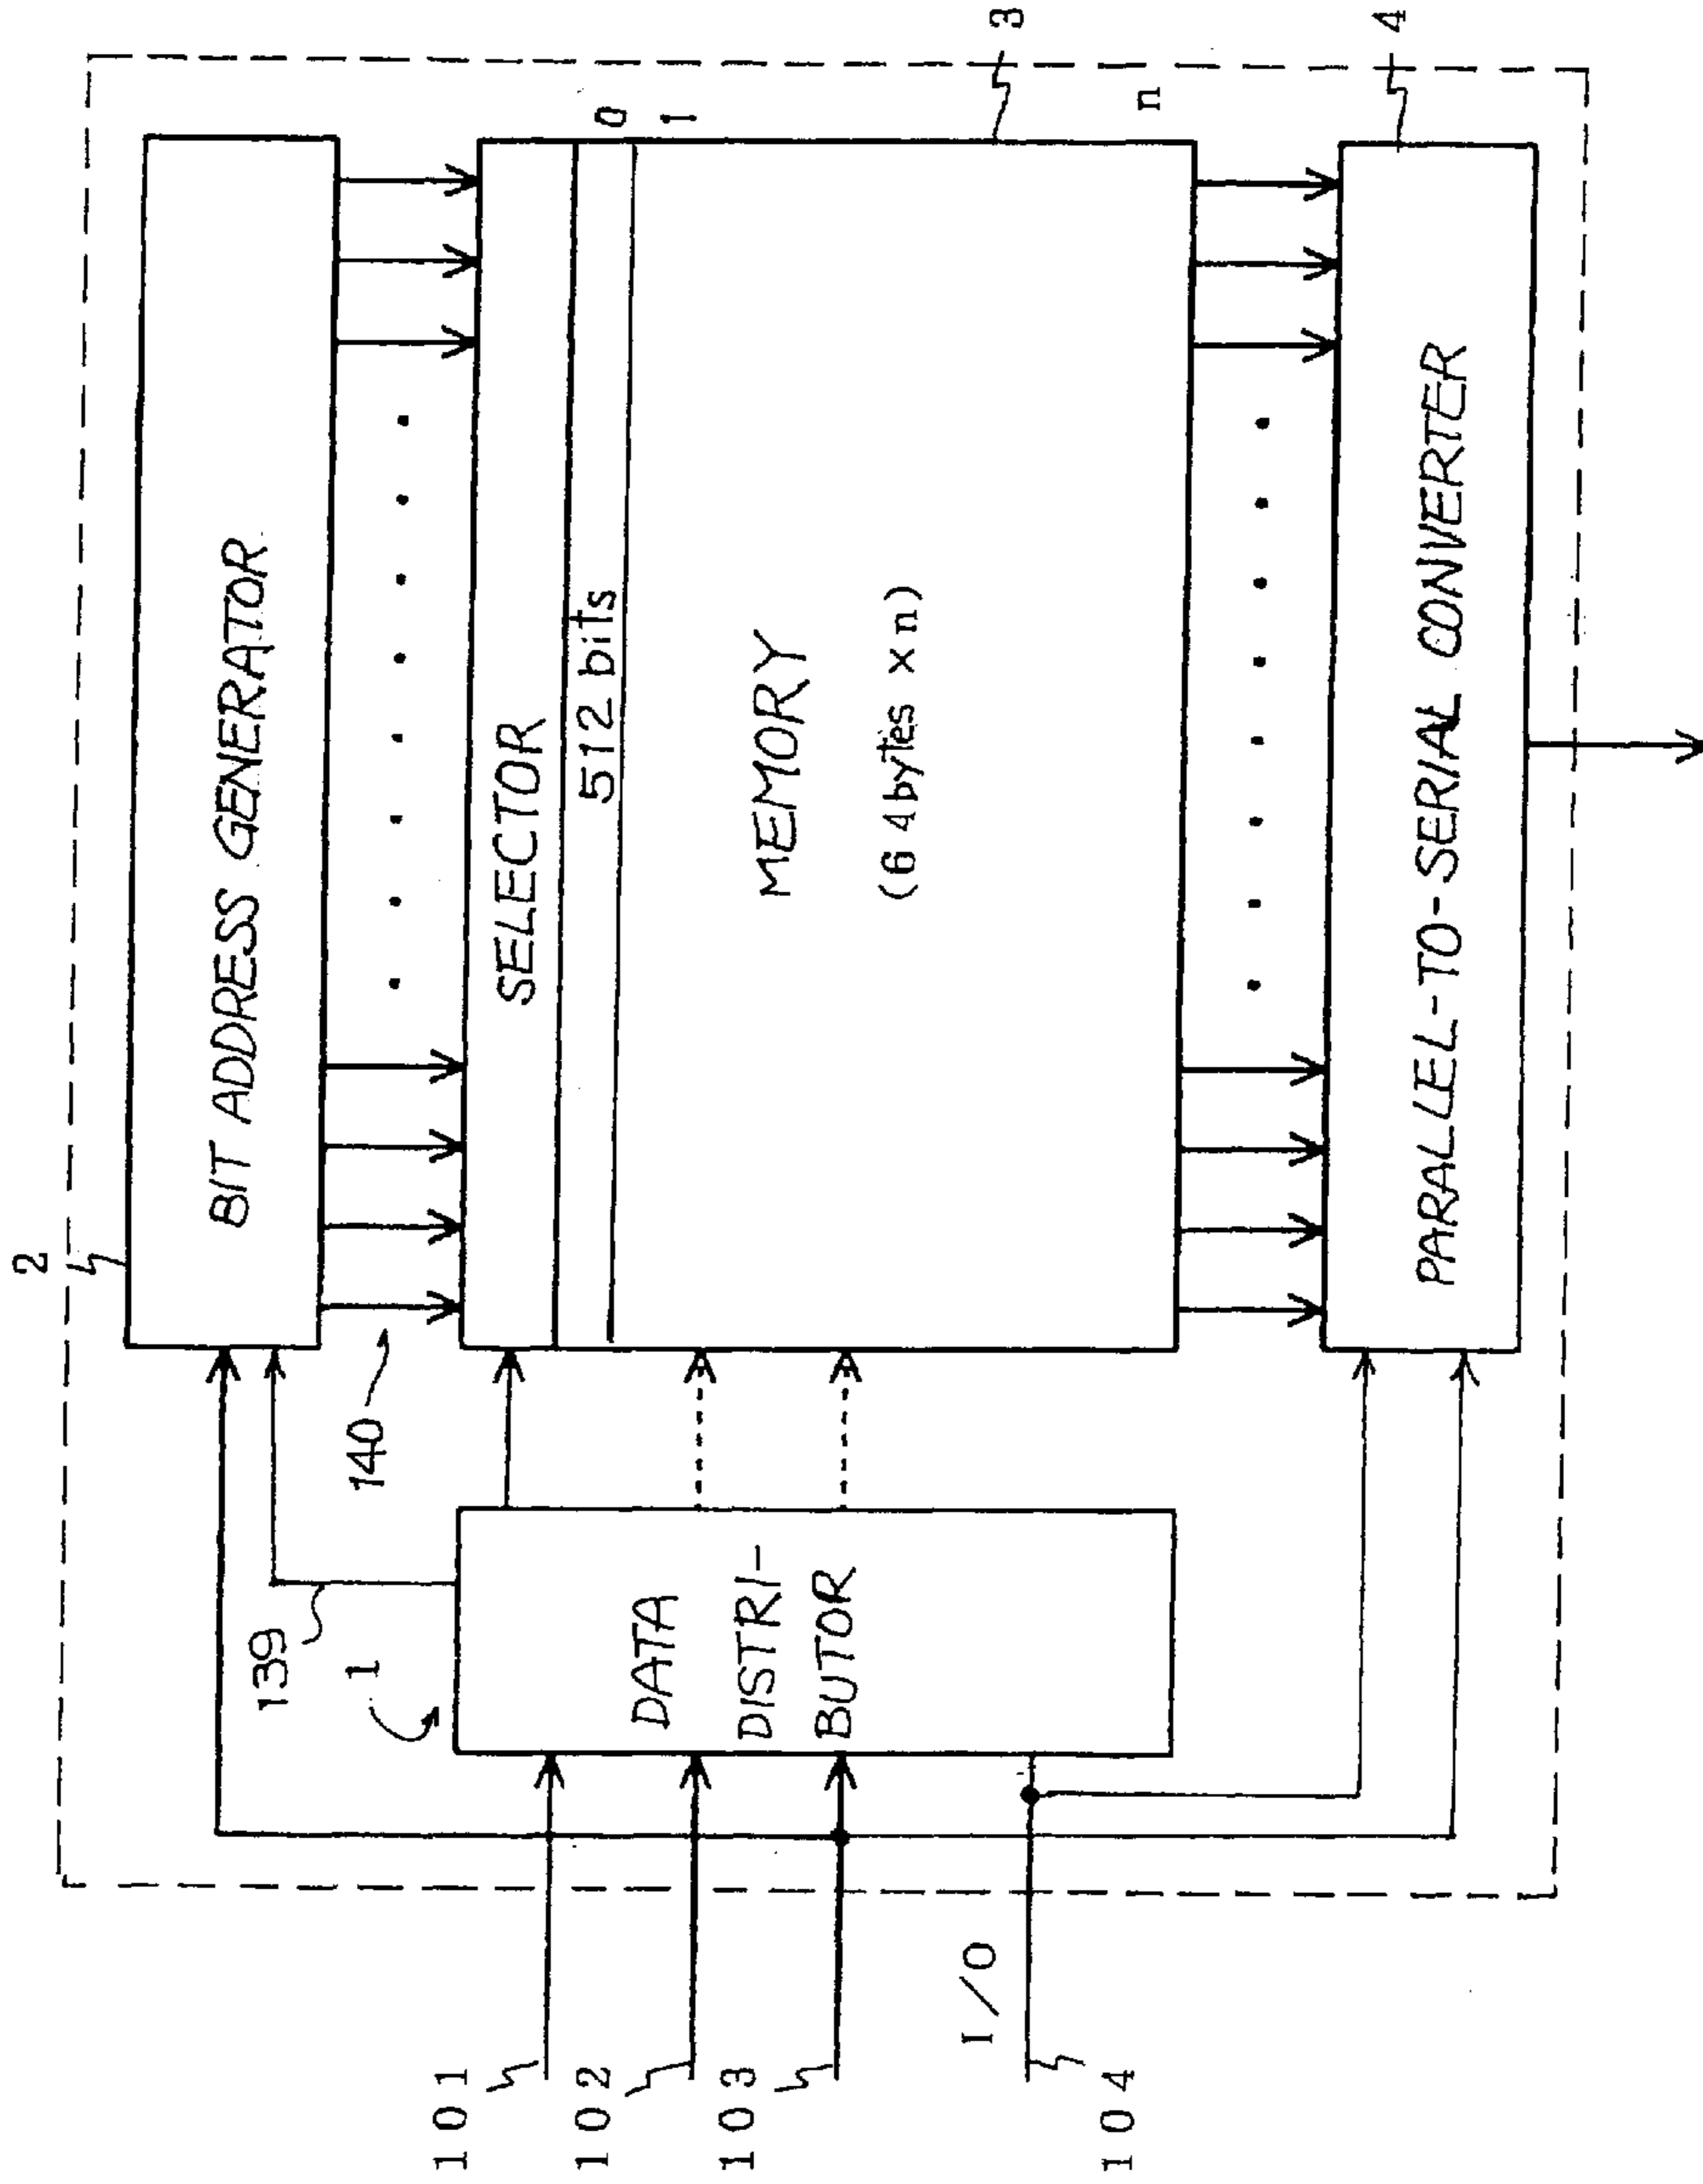 2
BIT ADDRESS GENERATOR
139
140
1
SELECTOR
512 bits
0
1
n
3
MEMORY
(64bytes ×n)
DATA
DISTRI-
BUTOR
101
102
103
I/O
104
PARALLEL-TO-SERIAL CONVERTER
4